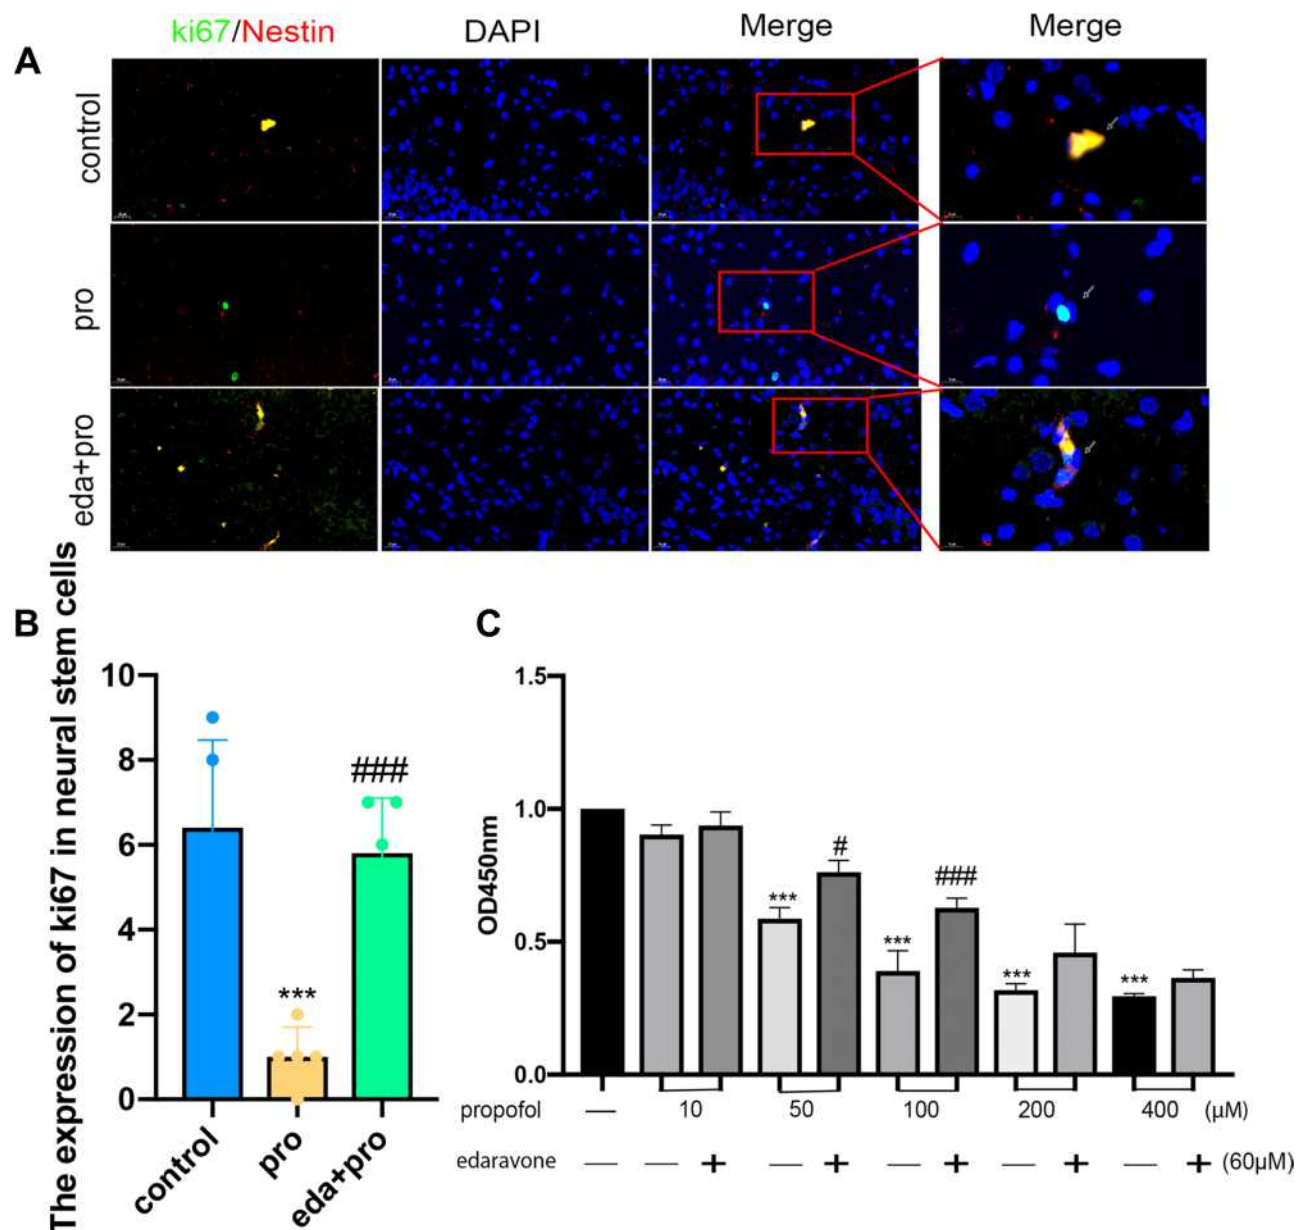 ki67/Nestin DAPI Merge Merge
A
control
pro
eda+pro
B
The expression of ki67 in neural stem cells
10
8
6
4
2
0
***
###
control pro eda+pro
C
OD450nm
1.5
1.0
0.5
0.0
*** # *** ### *** ***
propofol — 10 50 100 200 400 (μM)
edaravone — — + — + — + — + — + (60μM)